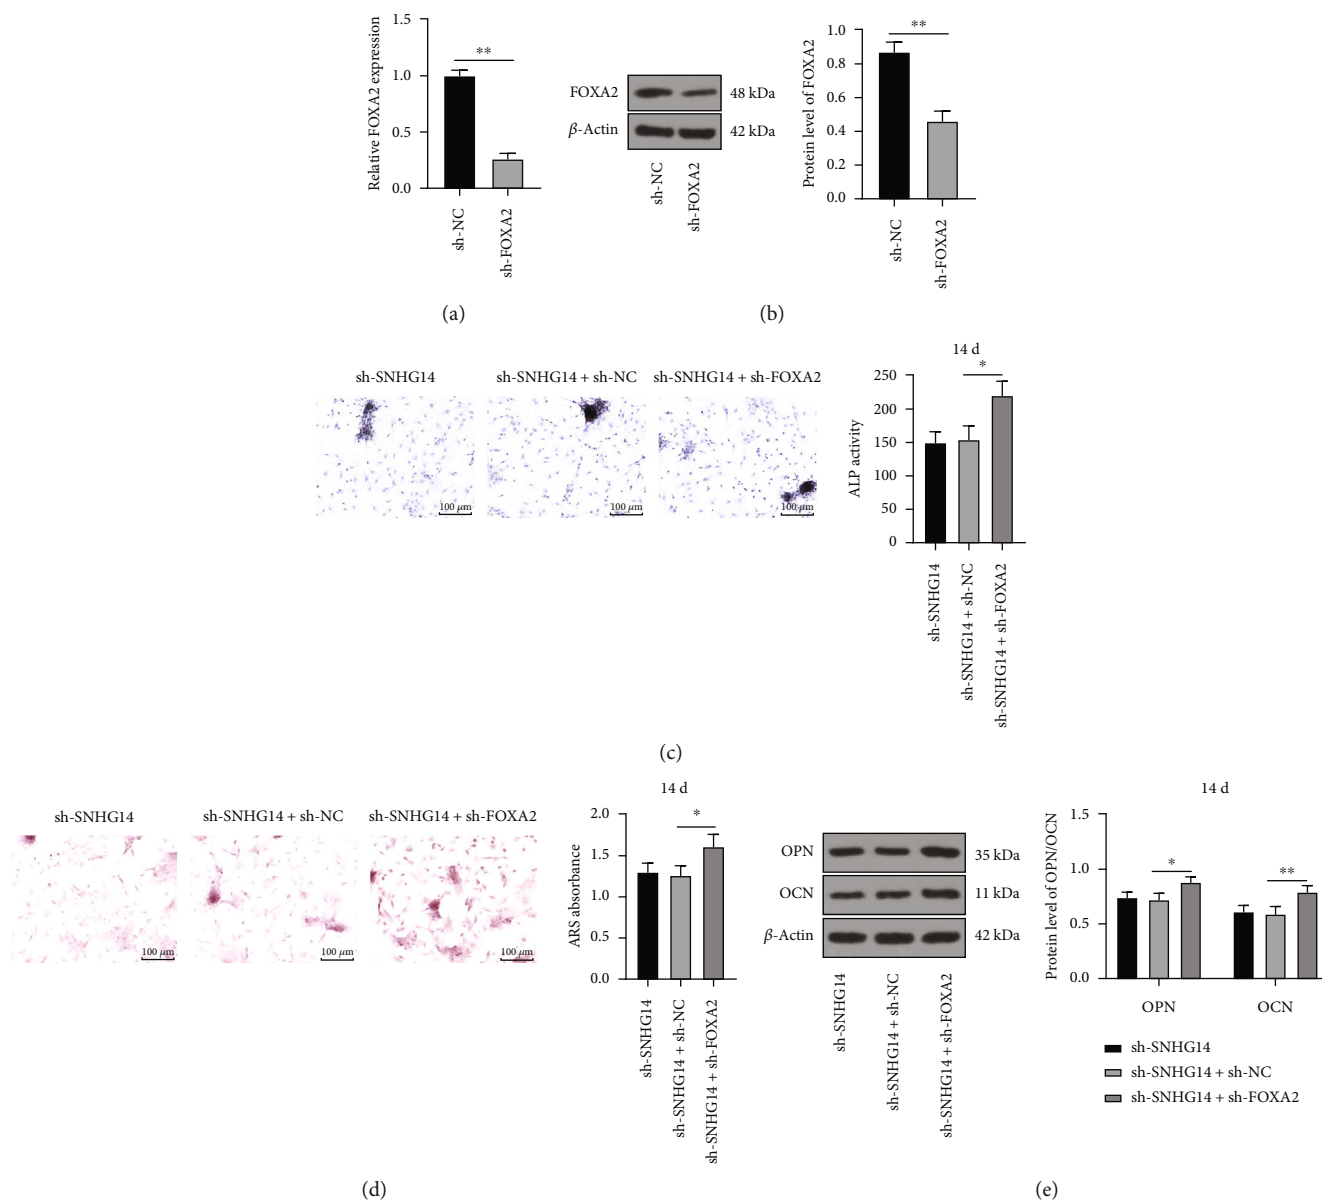 Relative FOXA2 expression
1.5
1.0
0.5
0.0
**
sh-NC
sh-FOXA2
(a)
FOXA2
48 kDa
β-Actin
42 kDa
sh-NC
sh-FOXA2
Protein level of FOXA2
1.0
0.8
0.6
0.4
0.2
0.0
**
sh-NC
sh-FOXA2
(b)
sh-SNHG14
sh-SNHG14 + sh-NC
sh-SNHG14 + sh-FOXA2
100 μm
100 μm
100 μm
14 d
ALP activity
250
200
150
100
50
0
*
sh-SNHG14
sh-SNHG14 + sh-NC
sh-SNHG14 + sh-FOXA2
(c)
sh-SNHG14
sh-SNHG14 + sh-NC
sh-SNHG14 + sh-FOXA2
100 μm
100 μm
100 μm
14 d
ARS absorbance
2.0
1.5
1.0
0.5
0.0
*
sh-SNHG14
sh-SNHG14 + sh-NC
sh-SNHG14 + sh-FOXA2
(d)
OPN
35 kDa
OCN
11 kDa
β-Actin
42 kDa
sh-SNHG14
sh-SNHG14 + sh-NC
sh-SNHG14 + sh-FOXA2
14 d
Protein level of OPN/OCN
1.5
1.0
0.5
0.0
*
**
OPN
OCN
sh-SNHG14
sh-SNHG14 + sh-NC
sh-SNHG14 + sh-FOXA2
(e)